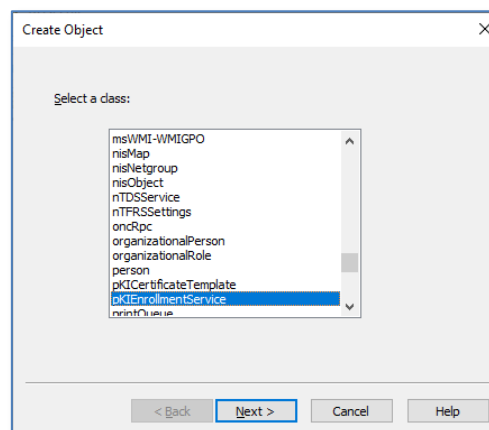 Create Object
Select a class:
msWMI-WMIGPO
nisMap
nisNetgroup
nisObject
nTDSService
nTFRSSettings
oncRpc
organizationalPerson
organizationalRole
person
pKICertificateTemplate
pKIEnrollmentService
printQueue
< Back Next > Cancel Help